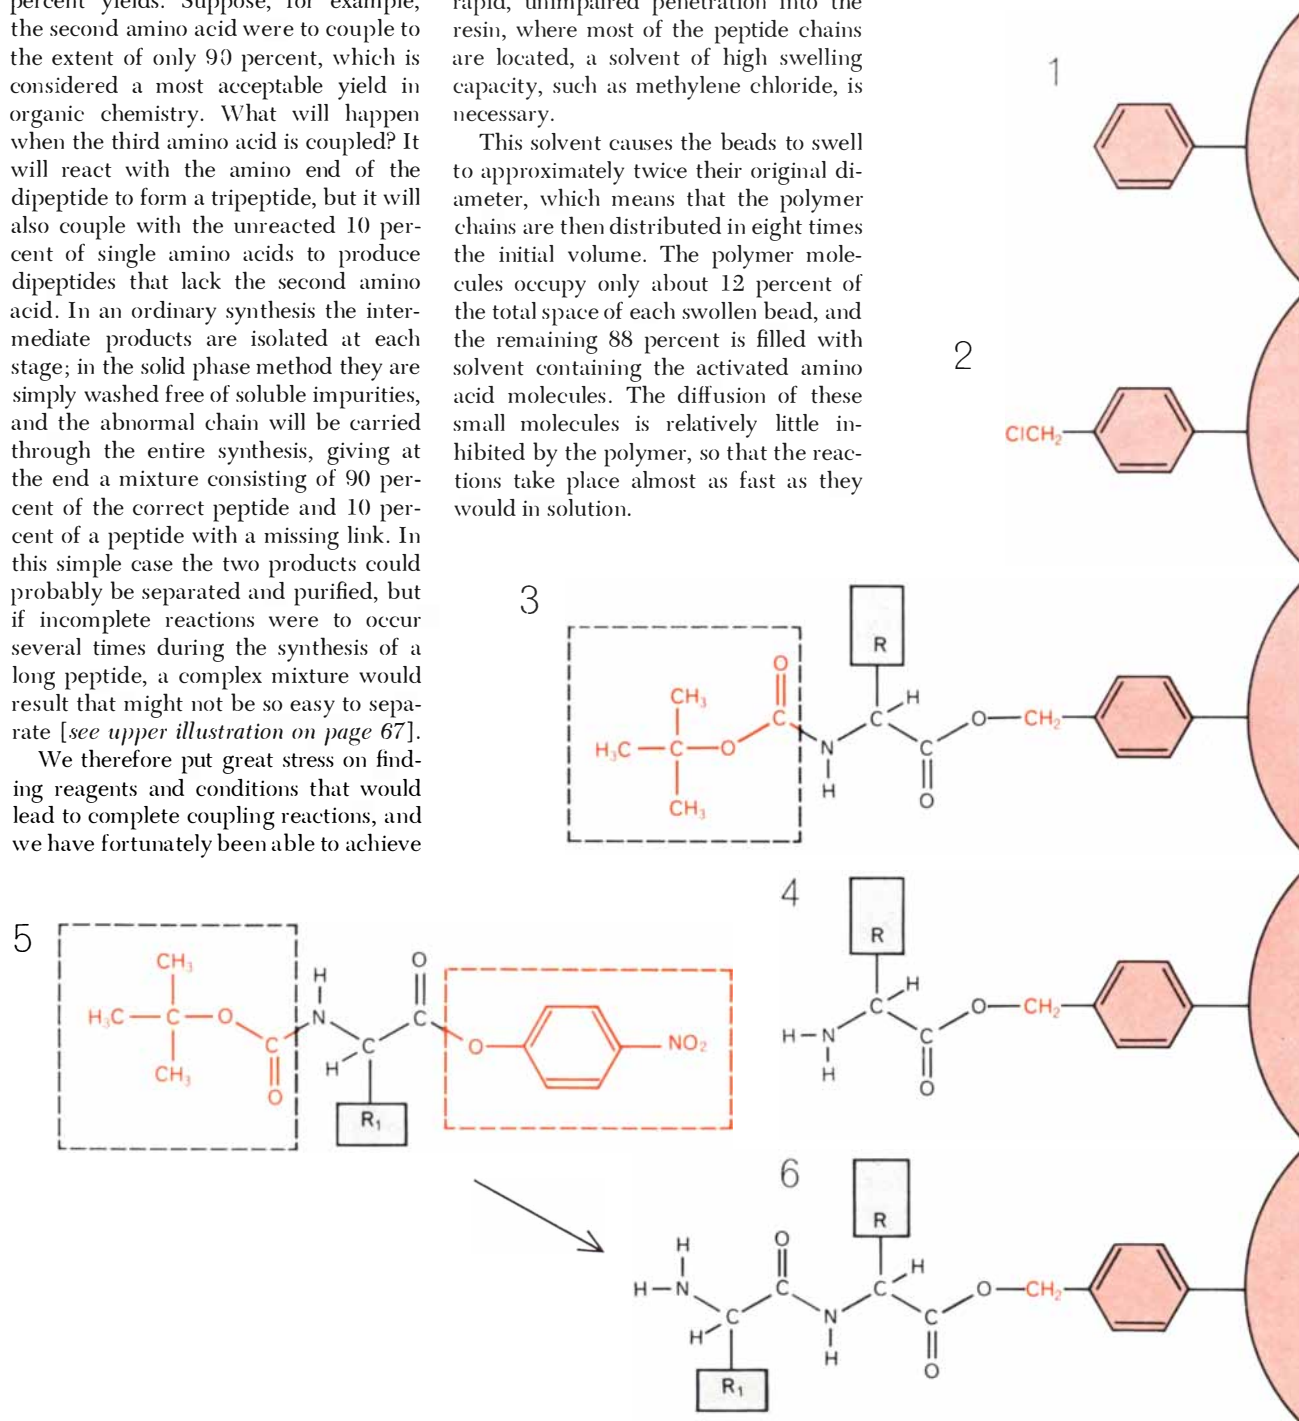 percent yields. Suppose, for example,
the second amino acid were to couple to
the extent of only 90 percent, which is
considered a most acceptable yield in
organic chemistry. What will happen
when the third amino acid is coupled? It
will react with the amino end of the
dipeptide to form a tripeptide, but it will
also couple with the unreacted 10 per-
cent of single amino acids to produce
dipeptides that lack the second amino
acid. In an ordinary synthesis the inter-
mediate products are isolated at each
stage; in the solid phase method they are
simply washed free of soluble impurities,
and the abnormal chain will be carried
through the entire synthesis, giving at
the end a mixture consisting of 90 per-
cent of the correct peptide and 10 per-
cent of a peptide with a missing link. In
this simple case the two products could
probably be separated and purified, but
if incomplete reactions were to occur
several times during the synthesis of a
long peptide, a complex mixture would
result that might not be so easy to sepa-
rate [see upper illustration on page 67].
We therefore put great stress on find-
ing reagents and conditions that would
lead to complete coupling reactions, and
we have fortunately been able to achieve
rapid, unimpaired penetration into the
resin, where most of the peptide chains
are located, a solvent of high swelling
capacity, such as methylene chloride, is
necessary.
This solvent causes the beads to swell
to approximately twice their original di-
ameter, which means that the polymer
chains are then distributed in eight times
the initial volume. The polymer mole-
cules occupy only about 12 percent of
the total space of each swollen bead, and
the remaining 88 percent is filled with
solvent containing the activated amino
acid molecules. The diffusion of these
small molecules is relatively little in-
hibited by the polymer, so that the reac-
tions take place almost as fast as they
would in solution.
1
2
ClCH₂
3
R
O
CH₃
H
H₃C C O C C O CH₂
N C
CH₃ H O
4
R
H
O CH₂
H N C C
H O
5
CH₃ H O
H₃C C O N C
C C O NO₂
CH₃ H
O
R₁
6
R
H O
H
H N C C O CH₂
C N C
H H O
R₁